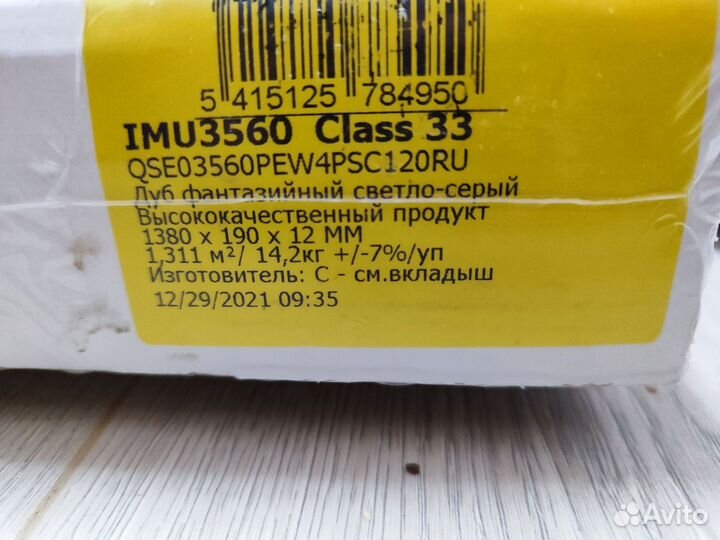 5 415125 784950
IMU3560 Class 33
QSE03560PEW4PSC120RU
Дуб фантазийный светло-серый
Высококачественный продукт
1380 x 190 x 12 ММ
1,311 м²/ 14,2кг +/-7%/уп
Изготовитель: С - см.вкладыш
12/29/2021 09:35
Avito